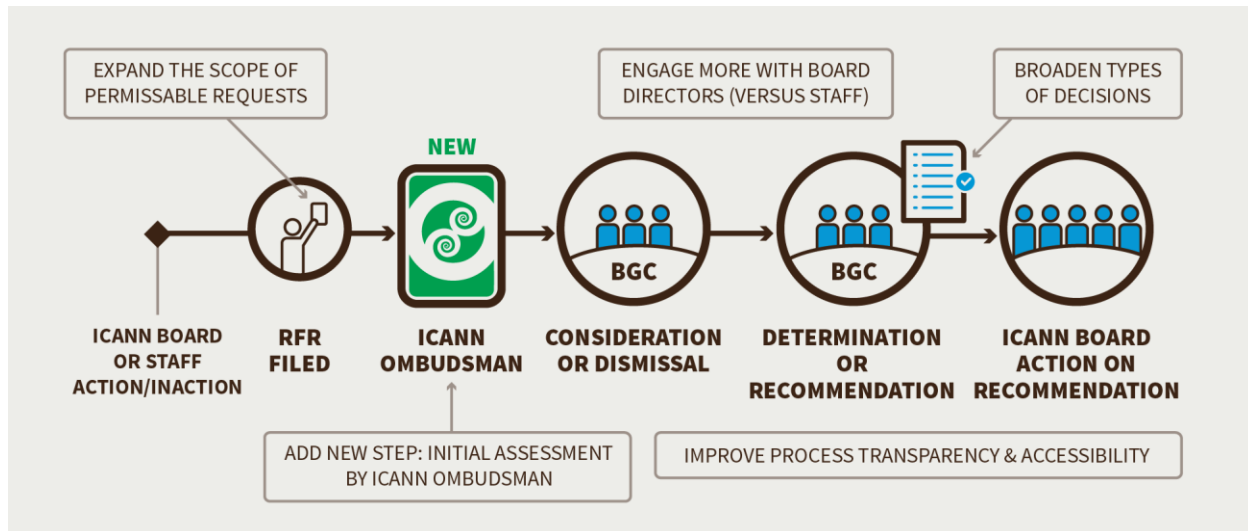 EXPAND THE SCOPE OF
PERMISSABLE REQUESTS
ENGAGE MORE WITH BOARD
DIRECTORS (VERSUS STAFF)
BROADEN TYPES
OF DECISIONS
NEW
BGC
BGC
ICANN BOARD
OR STAFF
ACTION/INACTION
RFR
FILED
ICANN
OMBUDSMAN
CONSIDERATION
OR DISMISSAL
DETERMINATION
OR
RECOMMENDATION
ICANN BOARD
ACTION ON
RECOMMENDATION
ADD NEW STEP: INITIAL ASSESSMENT
BY ICANN OMBUDSMAN
IMPROVE PROCESS TRANSPARENCY & ACCESSIBILITY